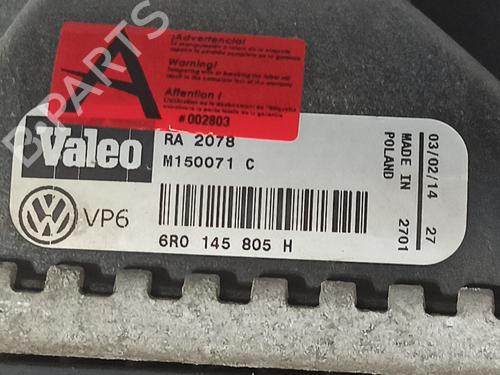 ¡Advertencia!
Warning!
Attention !
#002803
A
Valeo
RA 2078
M150071 C
VW
VP6
6R0 145 805 H
03/02/14 27
MADE IN 2701
POLAND
B-PARTS